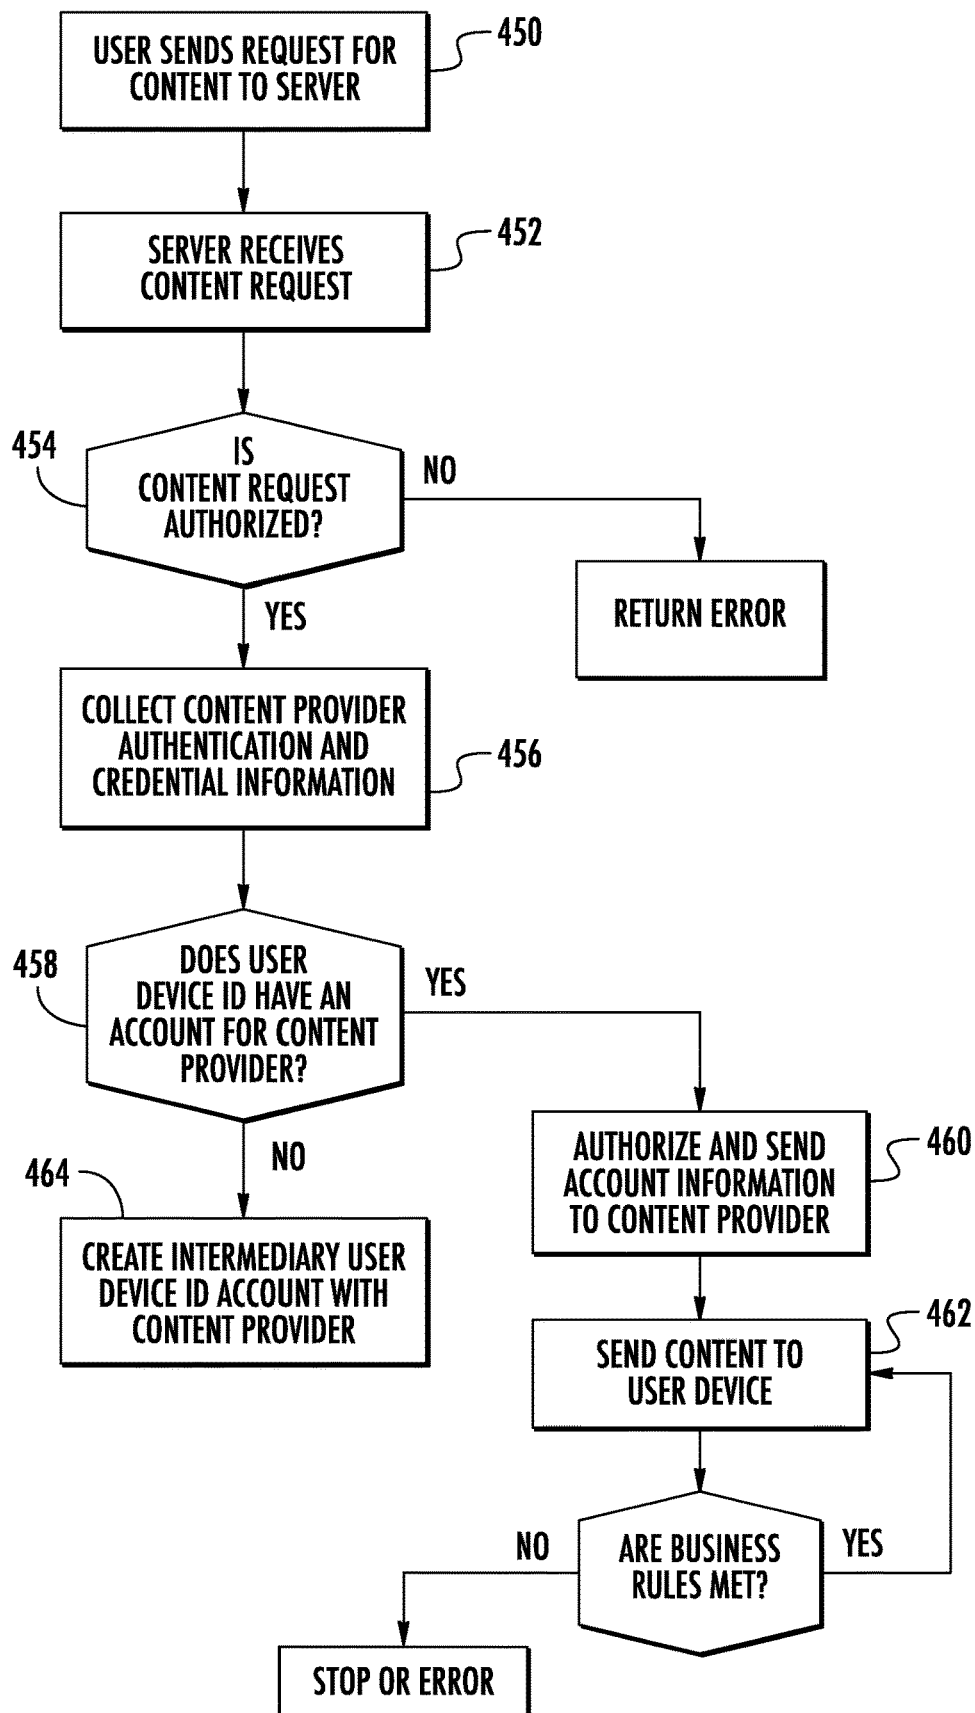 USER SENDS REQUEST FOR
CONTENT TO SERVER
450
SERVER RECEIVES
CONTENT REQUEST
452
454
IS
CONTENT REQUEST
AUTHORIZED?
NO
RETURN ERROR
YES
COLLECT CONTENT PROVIDER
AUTHENTICATION AND
CREDENTIAL INFORMATION
456
458
DOES USER
DEVICE ID HAVE AN
ACCOUNT FOR CONTENT
PROVIDER?
YES
NO
464
CREATE INTERMEDIARY USER
DEVICE ID ACCOUNT WITH
CONTENT PROVIDER
AUTHORIZE AND SEND
ACCOUNT INFORMATION
TO CONTENT PROVIDER
460
SEND CONTENT TO
USER DEVICE
462
ARE BUSINESS
RULES MET?
YES
NO
STOP OR ERROR